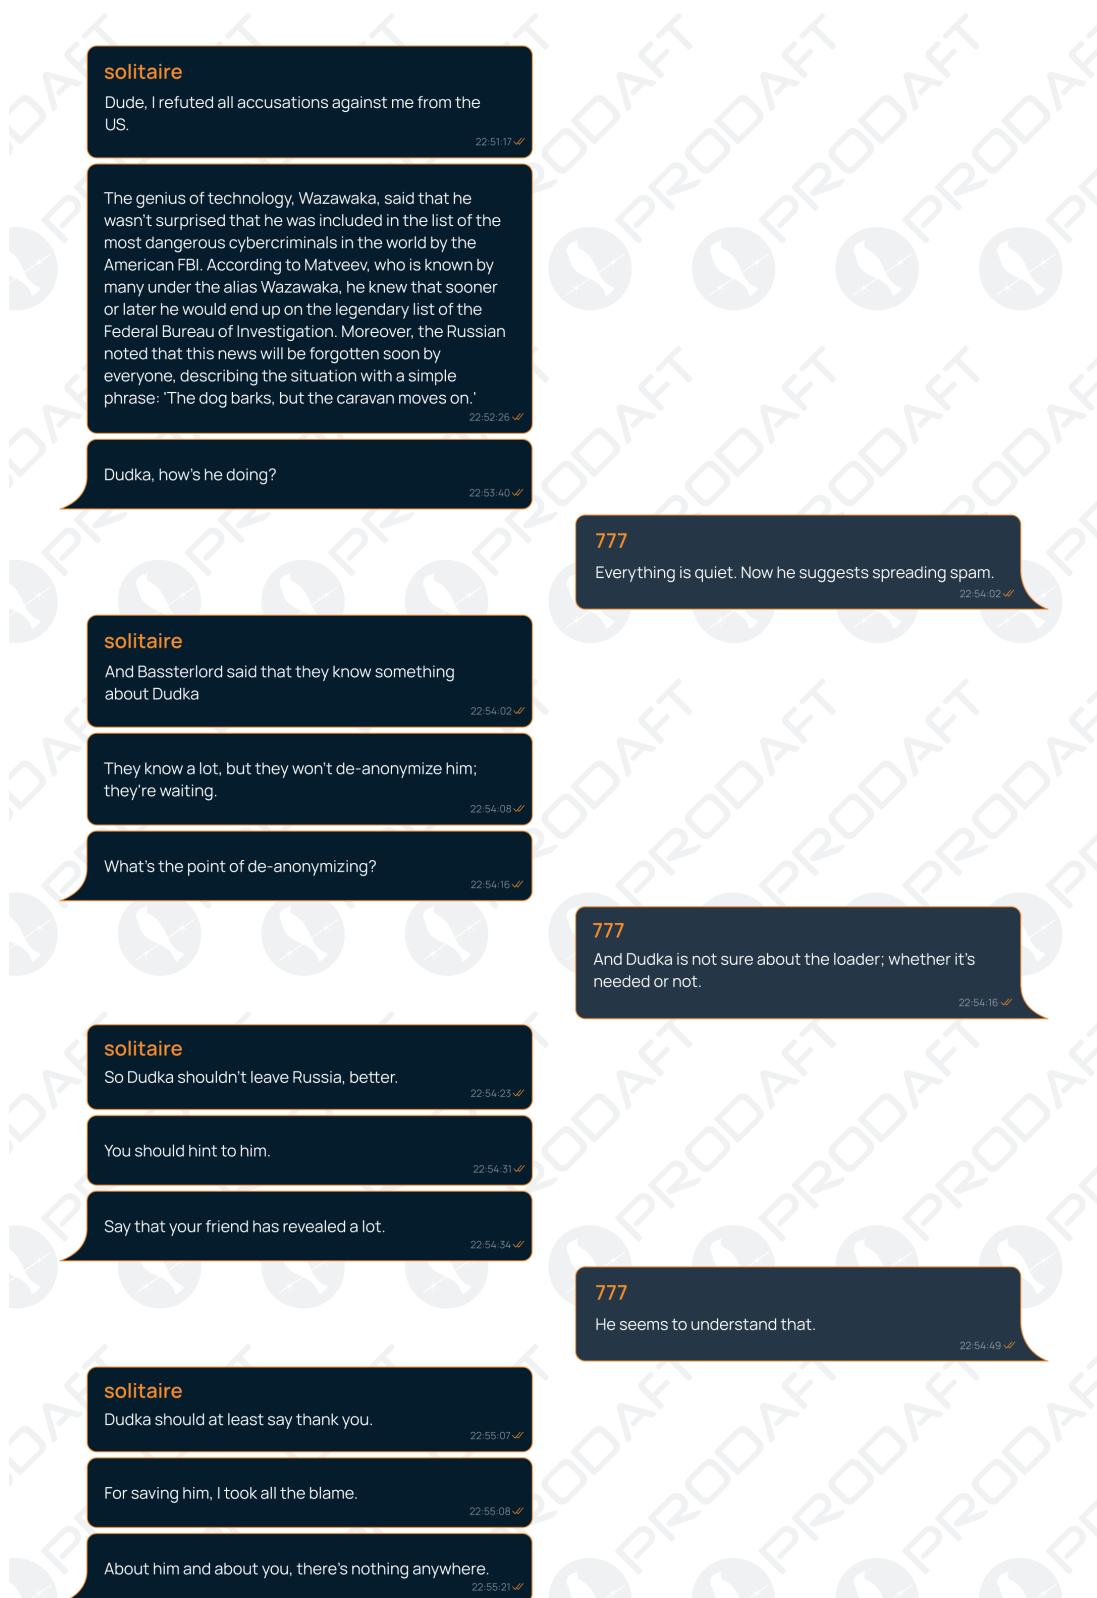 solitaire
Dude, I refuted all accusations against me from the
US.
22:51:17
The genius of technology, Wazawaka, said that he
wasn't surprised that he was included in the list of the
most dangerous cybercriminals in the world by the
American FBI. According to Matveev, who is known by
many under the alias Wazawaka, he knew that sooner
or later he would end up on the legendary list of the
Federal Bureau of Investigation. Moreover, the Russian
noted that this news will be forgotten soon by
everyone, describing the situation with a simple
phrase: 'The dog barks, but the caravan moves on.'
22:52:26
Dudka, how's he doing?
22:53:40
777
Everything is quiet. Now he suggests spreading spam.
22:54:02
solitaire
And Bassterlord said that they know something
about Dudka
22:54:02
They know a lot, but they won't de-anonymize him;
they're waiting.
22:54:08
What's the point of de-anonymizing?
22:54:16
777
And Dudka is not sure about the loader; whether it's
needed or not.
22:54:16
solitaire
So Dudka shouldn't leave Russia, better.
22:54:23
You should hint to him.
22:54:31
Say that your friend has revealed a lot.
22:54:34
777
He seems to understand that.
22:54:49
solitaire
Dudka should at least say thank you.
22:55:07
For saving him, I took all the blame.
22:55:08
About him and about you, there's nothing anywhere.
22:55:21
PRODAFT